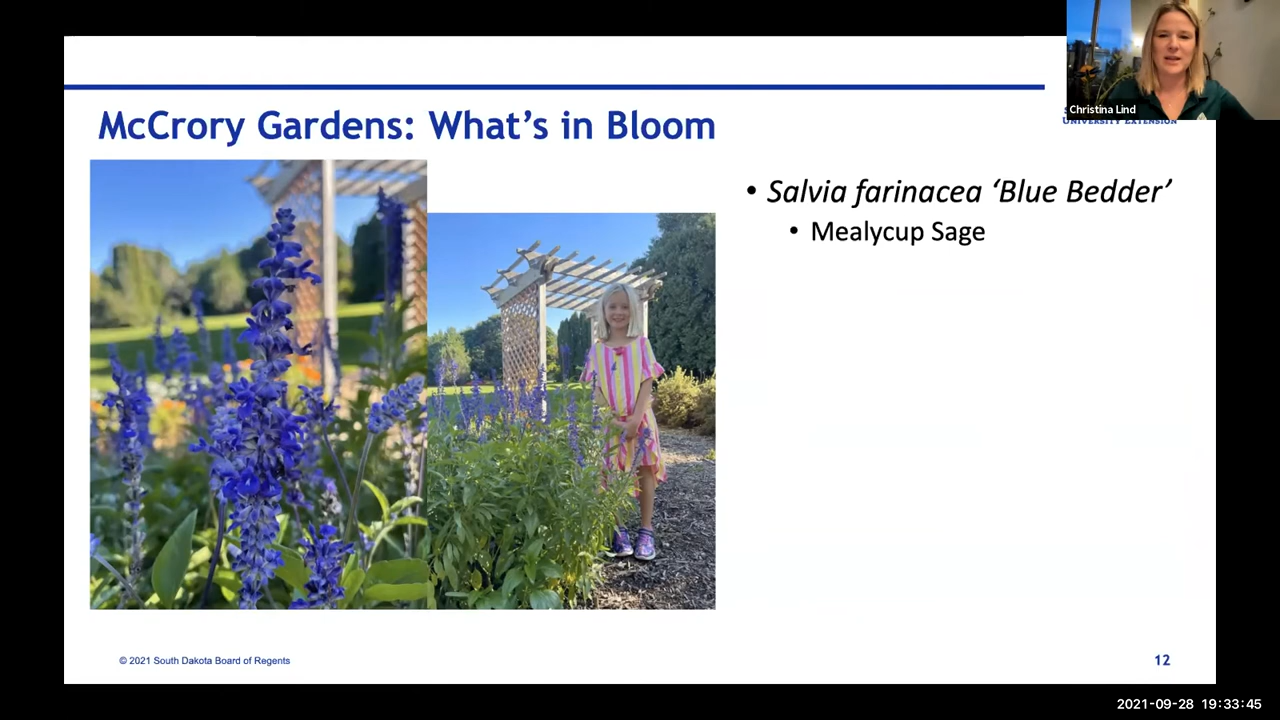 Christina Lind
UNIVERSITY EXTENSION
McCrory Gardens: What's in Bloom
• Salvia farinacea ‘Blue Bedder’
• Mealycup Sage
© 2021 South Dakota Board of Regents
12
2021-09-28 19:33:45